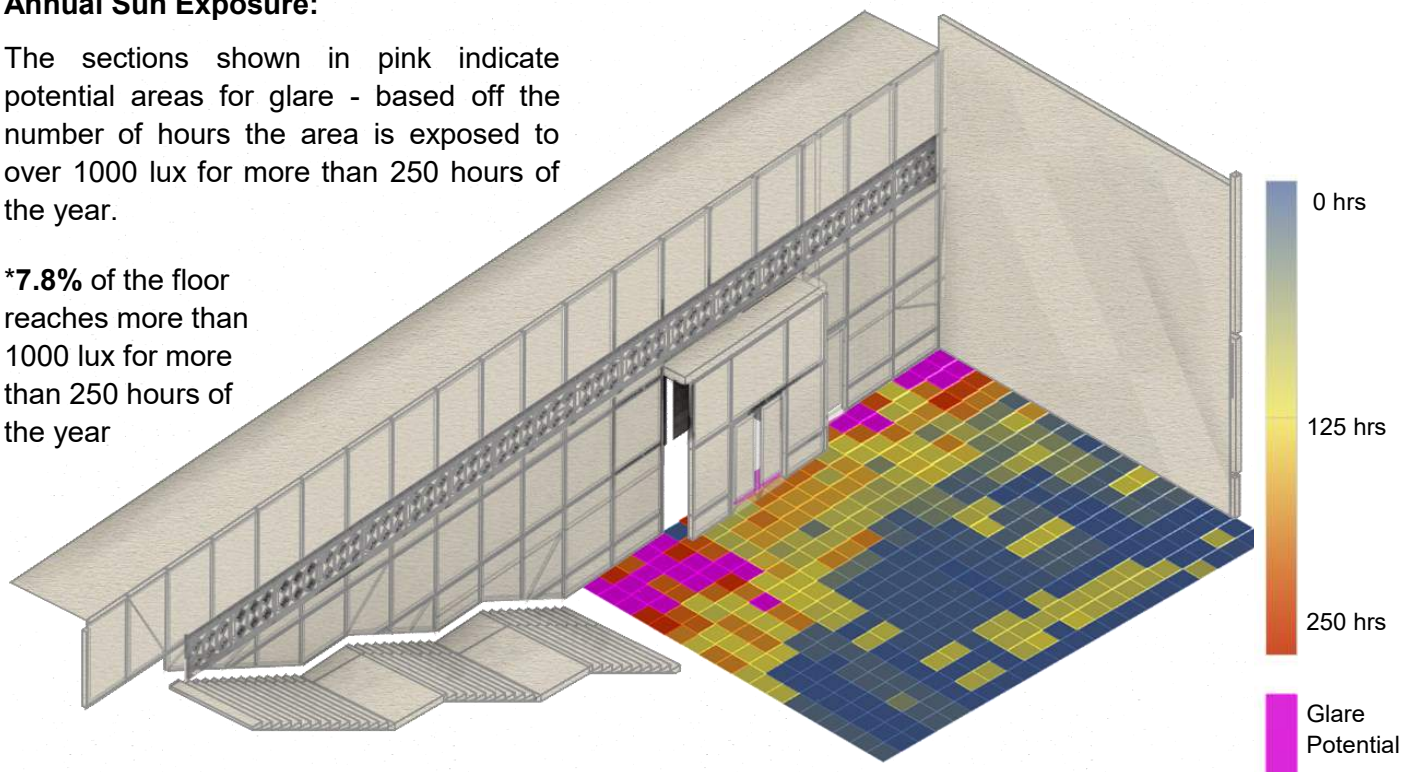 Annual Sun Exposure:
The sections shown in pink indicate
potential areas for glare - based off the
number of hours the area is exposed to
over 1000 lux for more than 250 hours of
the year.
*7.8% of the floor
reaches more than
1000 lux for more
than 250 hours of
the year
0 hrs
125 hrs
250 hrs
Glare
Potential